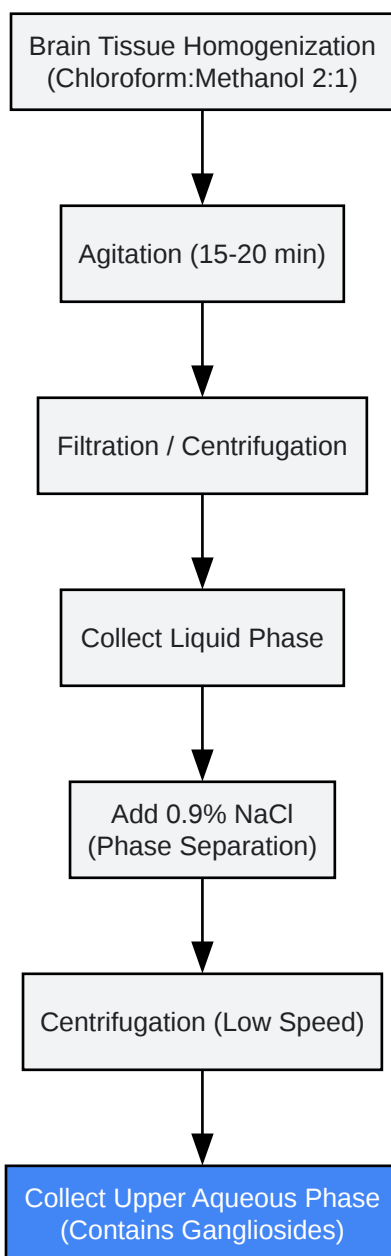 Brain Tissue Homogenization
(Chloroform:Methanol 2:1)
Agitation (15-20 min)
Filtration / Centrifugation
Collect Liquid Phase
Add 0.9% NaCl
(Phase Separation)
Centrifugation (Low Speed)
Collect Upper Aqueous Phase
(Contains Gangliosides)